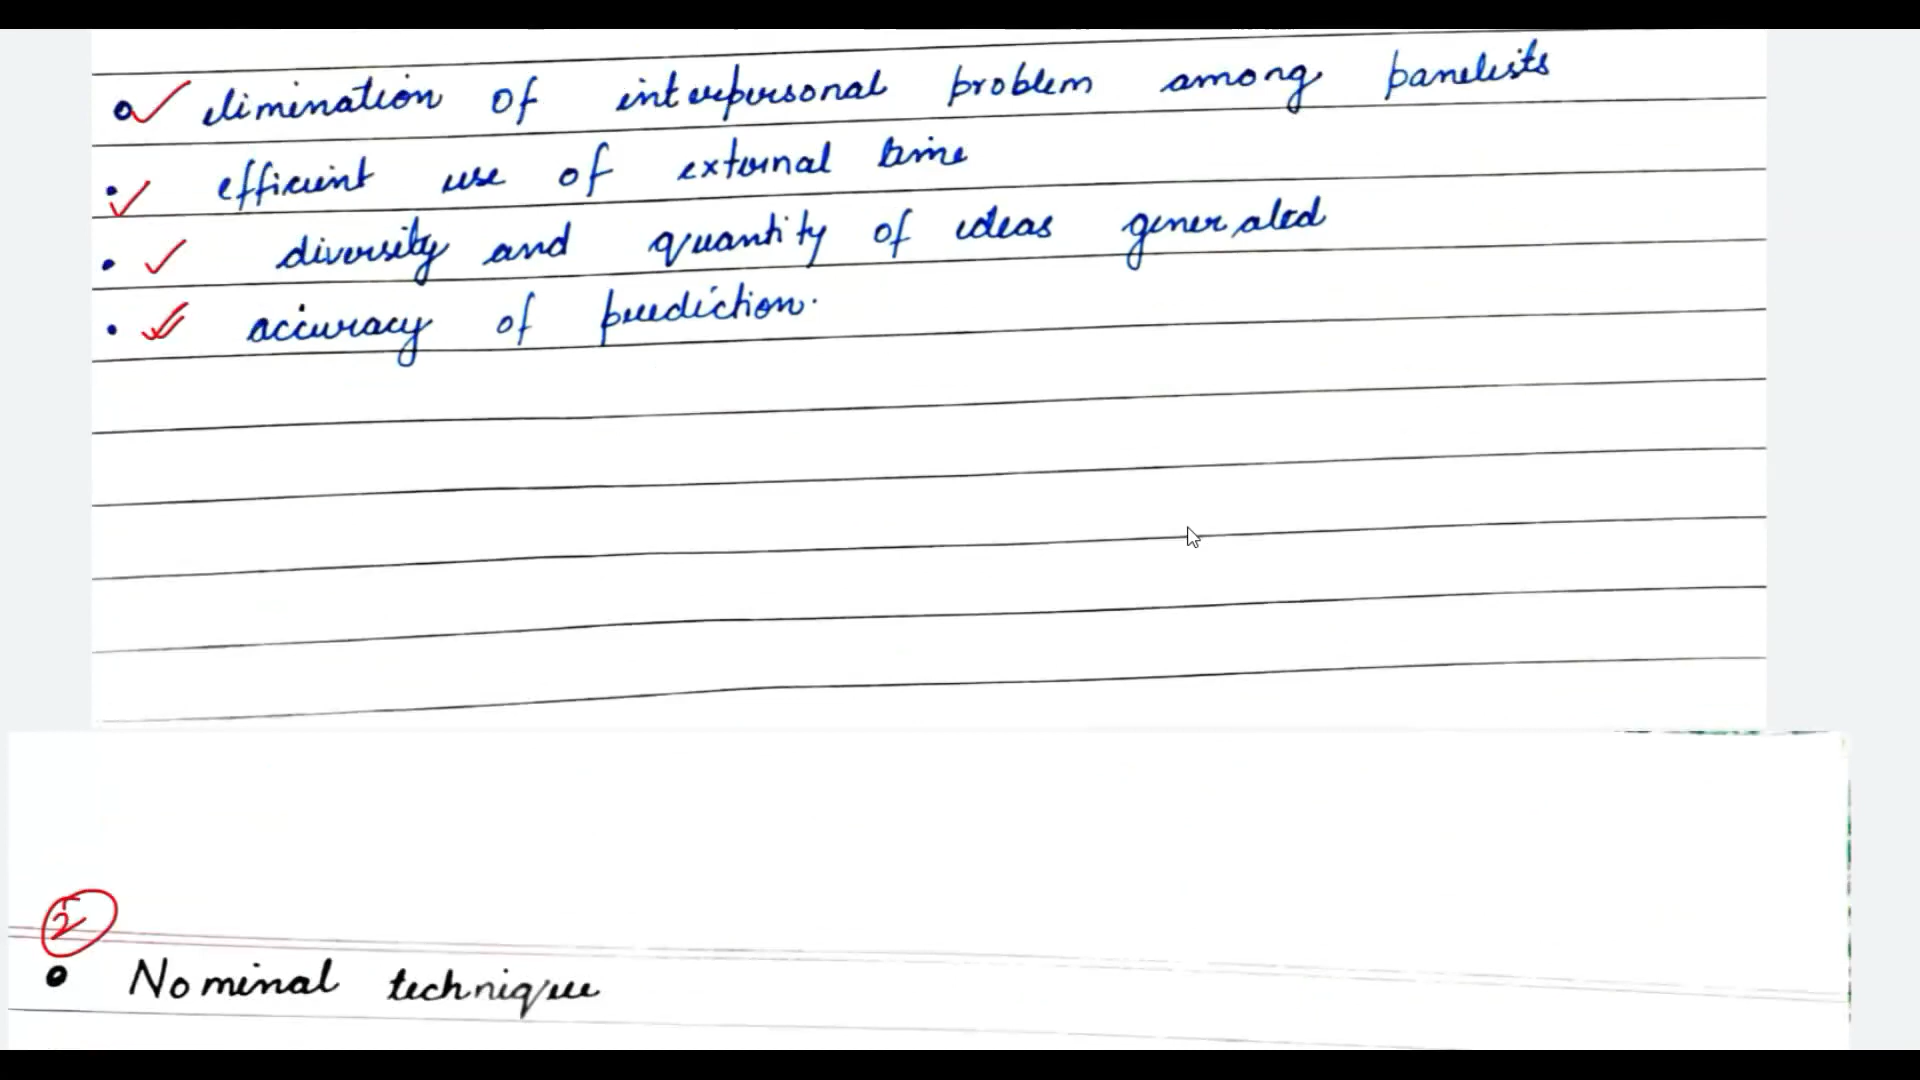 elimination of interpersonal problem among panelists
efficient use of external time
diversity and quantity of ideas generated
accuracy of prediction.
2
Nominal technique